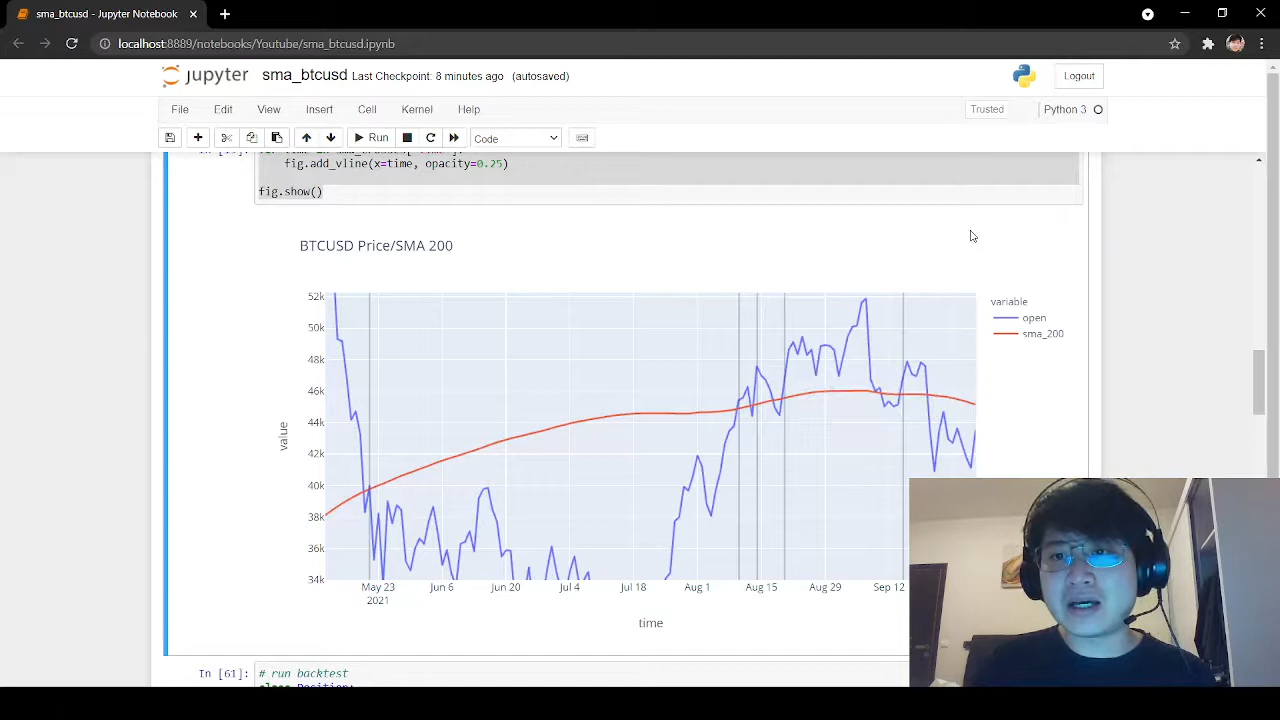 sma_btcusd - Jupyter Notebook
localhost:8889/notebooks/Youtube/sma_btcusd.ipynb
jupyter sma_btcusd Last Checkpoint: 8 minutes ago (autosaved)
Logout
File Edit View Insert Cell Kernel Help
Trusted Python 3
Run Code
fig.add_vline(x=time, opacity=0.25)
fig.show()
BTCUSD Price/SMA 200
variable
open
sma_200
52k
50k
48k
46k
44k
42k
40k
38k
36k
34k
value
May 23 Jun 6 Jun 20 Jul 4 Jul 18 Aug 1 Aug 15 Aug 29 Sep 12
2021
time
In [61]: # run backtest